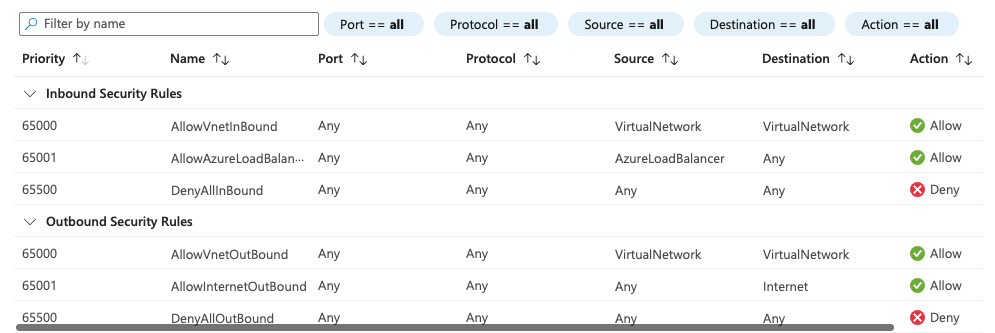 Filter by name Port == all Protocol == all Source == all Destination == all Action == all
Priority ↑↓ Name ↑↓ Port ↑↓ Protocol ↑↓ Source ↑↓ Destination ↑↓ Action ↑↓
Inbound Security Rules
65000 AllowVnetInBound Any Any VirtualNetwork VirtualNetwork Allow
65001 AllowAzureLoadBalan··· Any Any AzureLoadBalancer Any Allow
65500 DenyAllInBound Any Any Any Any Deny
Outbound Security Rules
65000 AllowVnetOutBound Any Any VirtualNetwork VirtualNetwork Allow
65001 AllowInternetOutBound Any Any Any Internet Allow
65500 DenyAllOutBound Any Any Any Any Deny